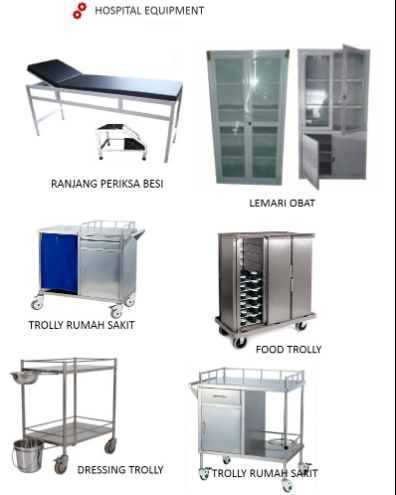 HOSPITAL EQUIPMENT
RANJANG PERIKSA BESI
LEMARI OBAT
TROLLY RUMAH SAKIT
FOOD TROLLY
DRESSING TROLLY
TROLLY RUMAH SAKIT